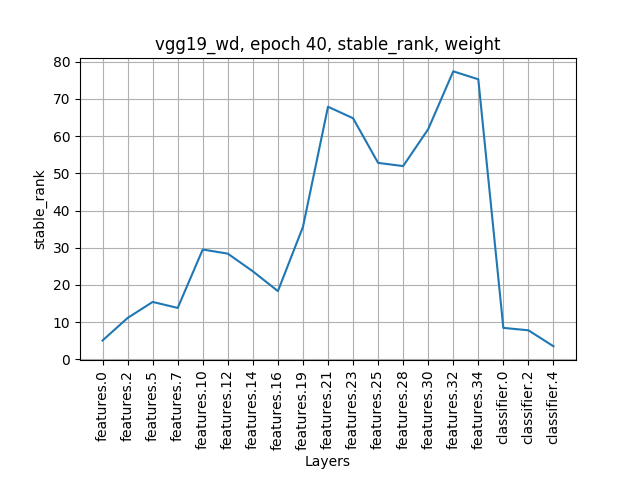 vgg19_wd, epoch 40, stable_rank, weight
80
70
60
50
40
30
20
10
0
stable_rank
features.0
features.2
features.5
features.7
features.10
features.12
features.14
features.16
features.19
features.21
features.23
features.25
features.28
features.30
features.32
features.34
classifier.0
classifier.2
classifier.4
Layers